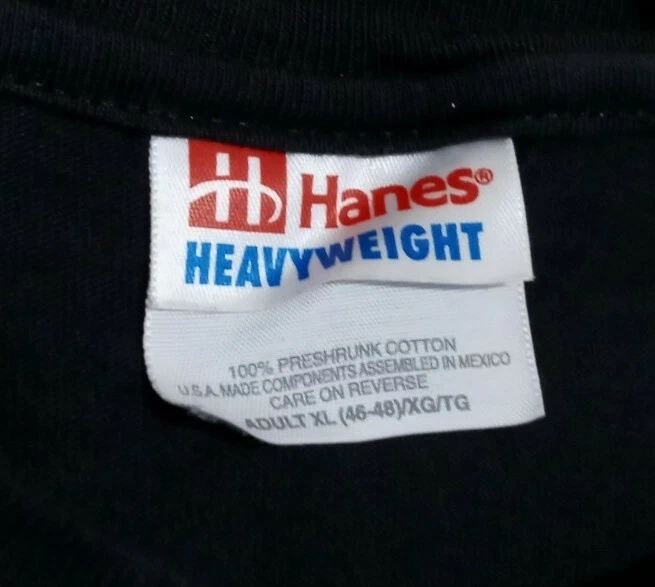 H Hanes®
HEAVYWEIGHT
100% PRESHRUNK COTTON
U.S.A. MADE COMPONENTS ASSEMBLED IN MEXICO
CARE ON REVERSE
ADULT XL (46-48)/XG/TG